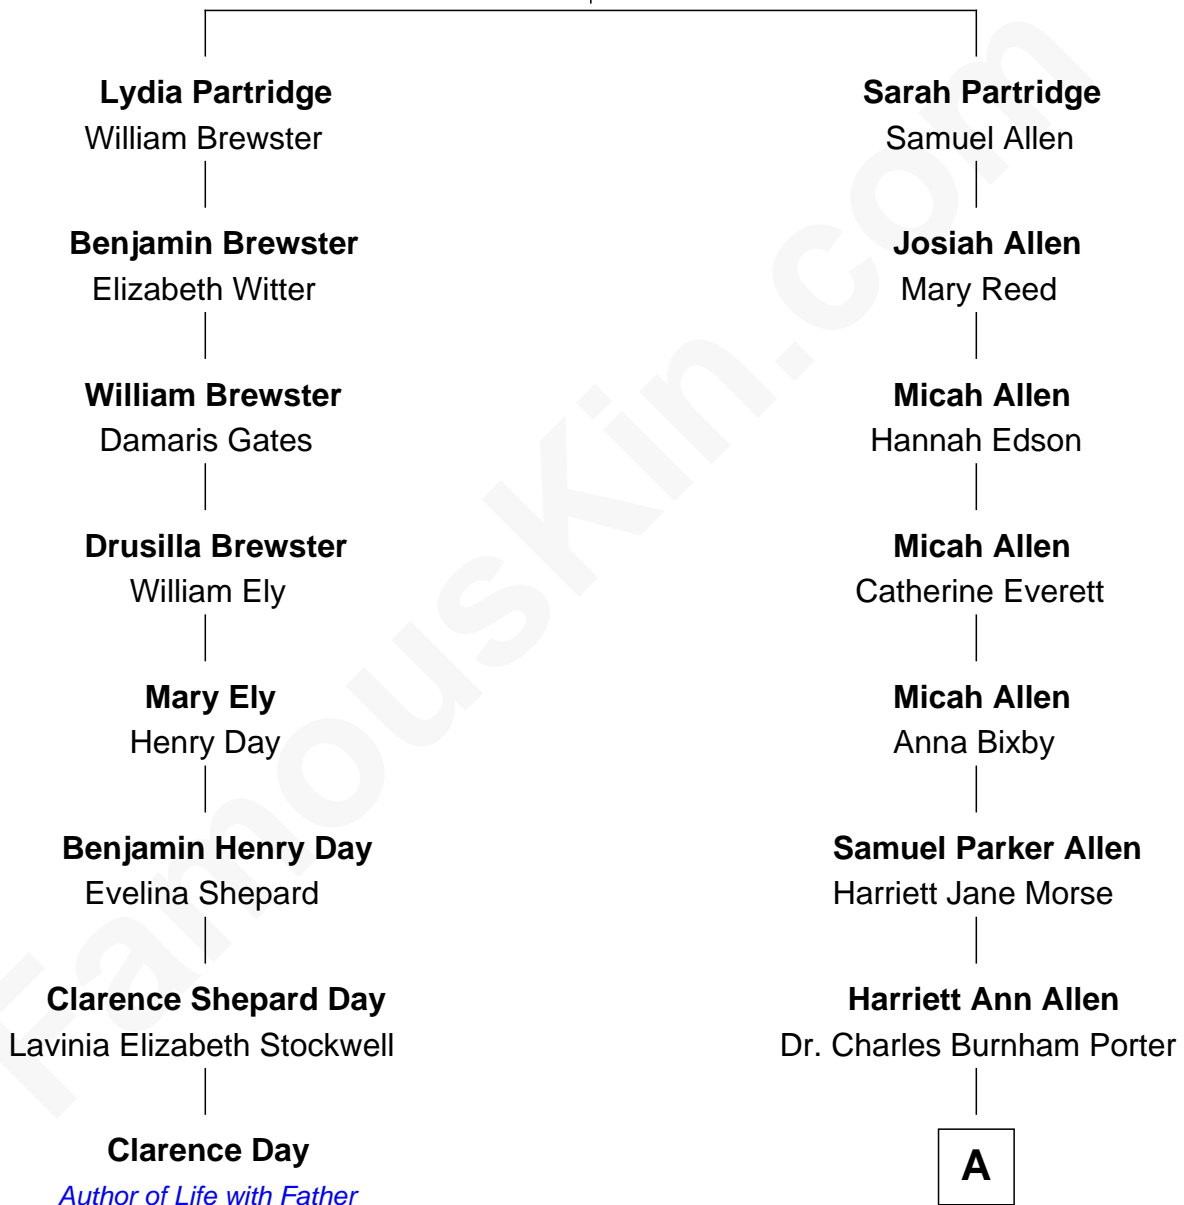 Lydia Partridge
William Brewster
Benjamin Brewster
Elizabeth Witter
William Brewster
Damaris Gates
Drusilla Brewster
William Ely
Mary Ely
Henry Day
Benjamin Henry Day
Evelina Shepard
Clarence Shepard Day
Lavinia Elizabeth Stockwell
Clarence Day
Author of Life with Father
Sarah Partridge
Samuel Allen
Josiah Allen
Mary Reed
Micah Allen
Hannah Edson
Micah Allen
Catherine Everett
Micah Allen
Anna Bixby
Samuel Parker Allen
Harriett Jane Morse
Harriett Ann Allen
Dr. Charles Burnham Porter
A
FamousKin.com